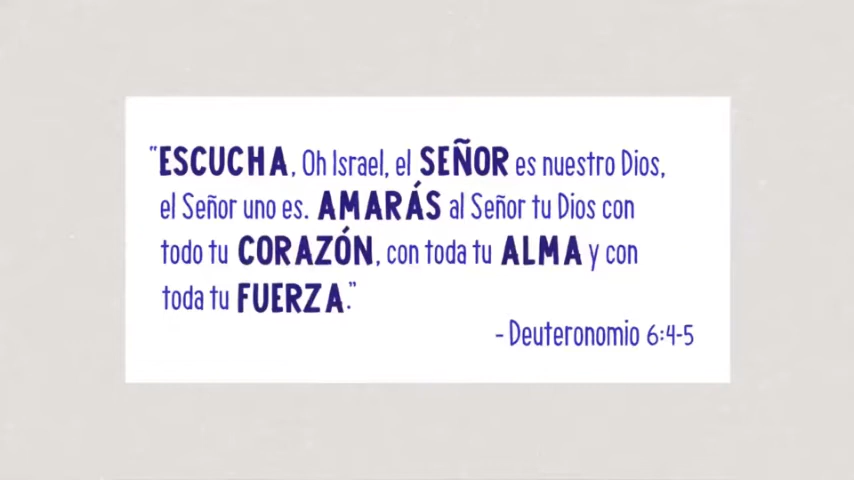 "ESCUCHA, Oh Israel, el SEÑOR es nuestro Dios,
el Señor uno es. AMARÁS al Señor tu Dios con
todo tu CORAZÓN, con toda tu ALMA y con
toda tu FUERZA."
- Deuteronomio 6:4-5